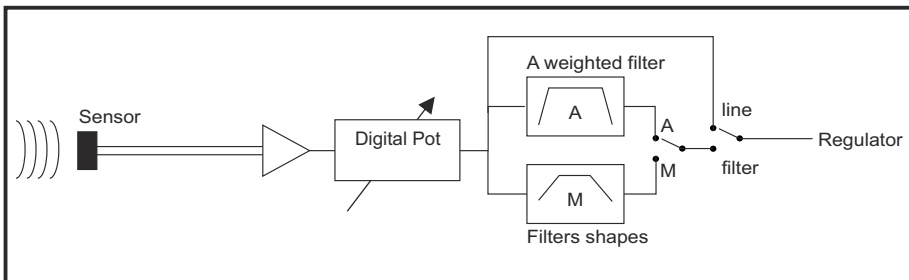 A weighted filter
Sensor
A
line
Digital Pot
A
Regulator
M
filter
M
Filters shapes